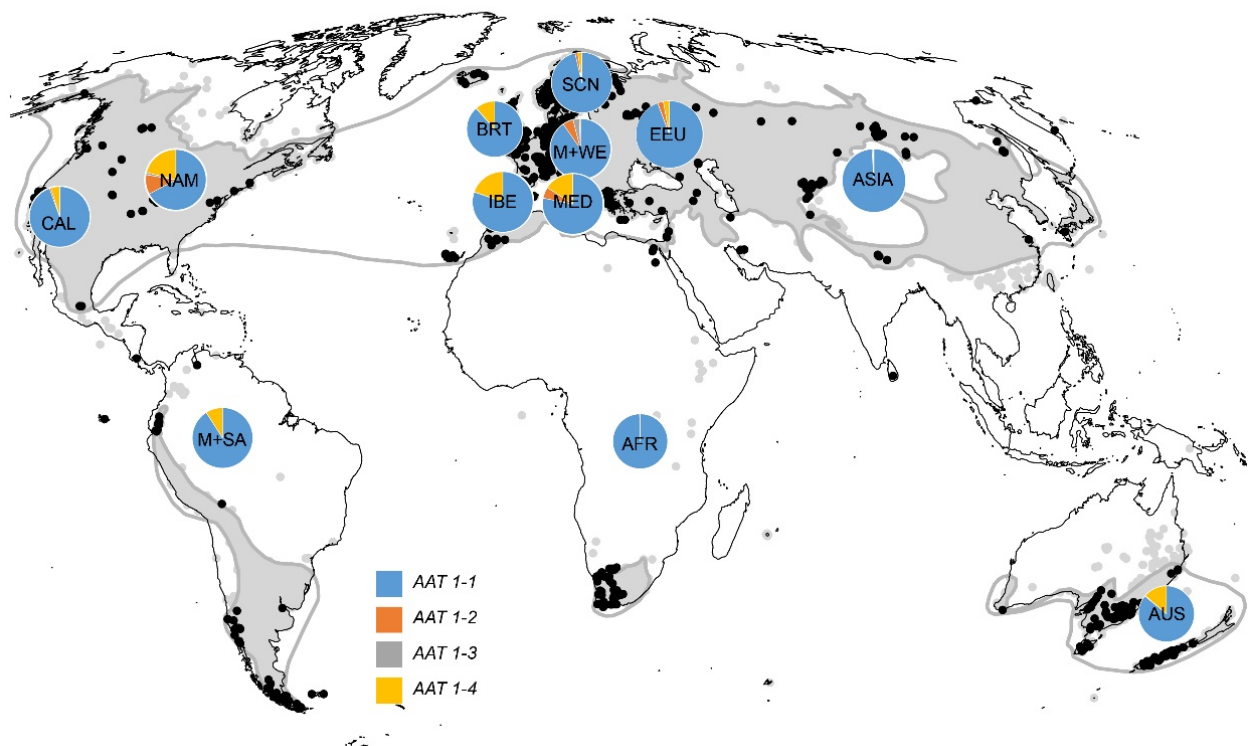 SCN
BRT
EEU
M+WE
NAM
ASIA
CAL
IBE
MED
M+SA
AFR
AAT 1-1
AAT 1-2
AUS
AAT 1-3
AAT 1-4